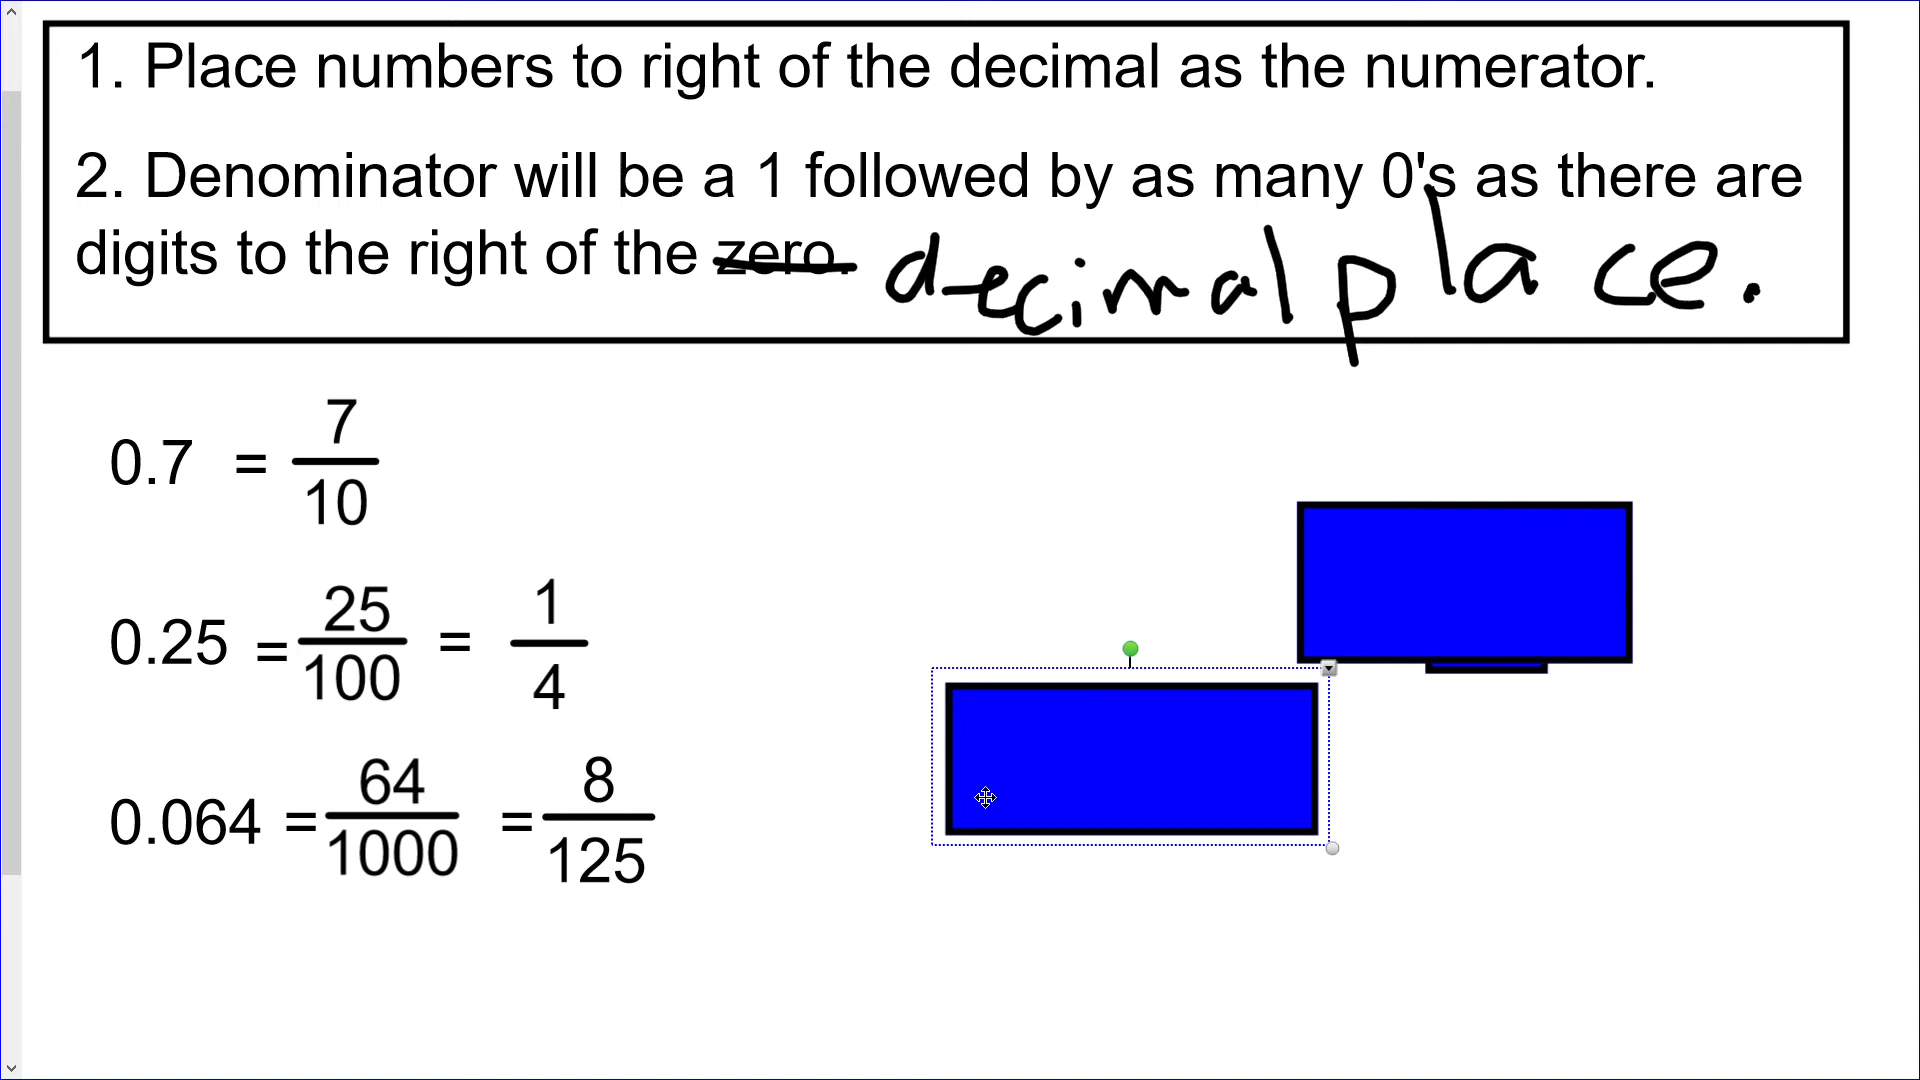 1. Place numbers to right of the decimal as the numerator.
2. Denominator will be a 1 followed by as many 0's as there are
digits to the right of the zero. decimal place.
0.7 = 7/10
0.25 = 25/100 = 1/4
0.064 = 64/1000 = 8/125